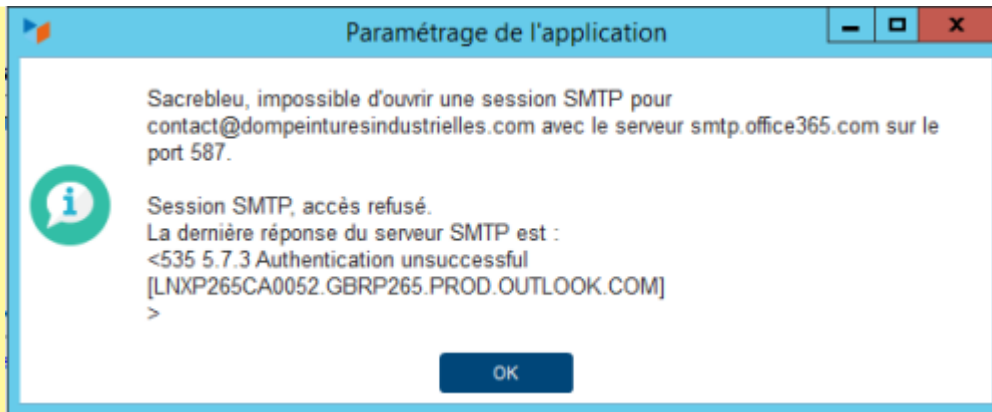 Paramétrage de l'application
Sacrebleu, impossible d'ouvrir une session SMTP pour
contact@dompeinturesindustrielles.com avec le serveur smtp.office365.com sur le
port 587.
Session SMTP, accès refusé.
La dernière réponse du serveur SMTP est :
<535 5.7.3 Authentication unsuccessful
[LNXP265CA0052.GBRP265.PROD.OUTLOOK.COM]
>
OK